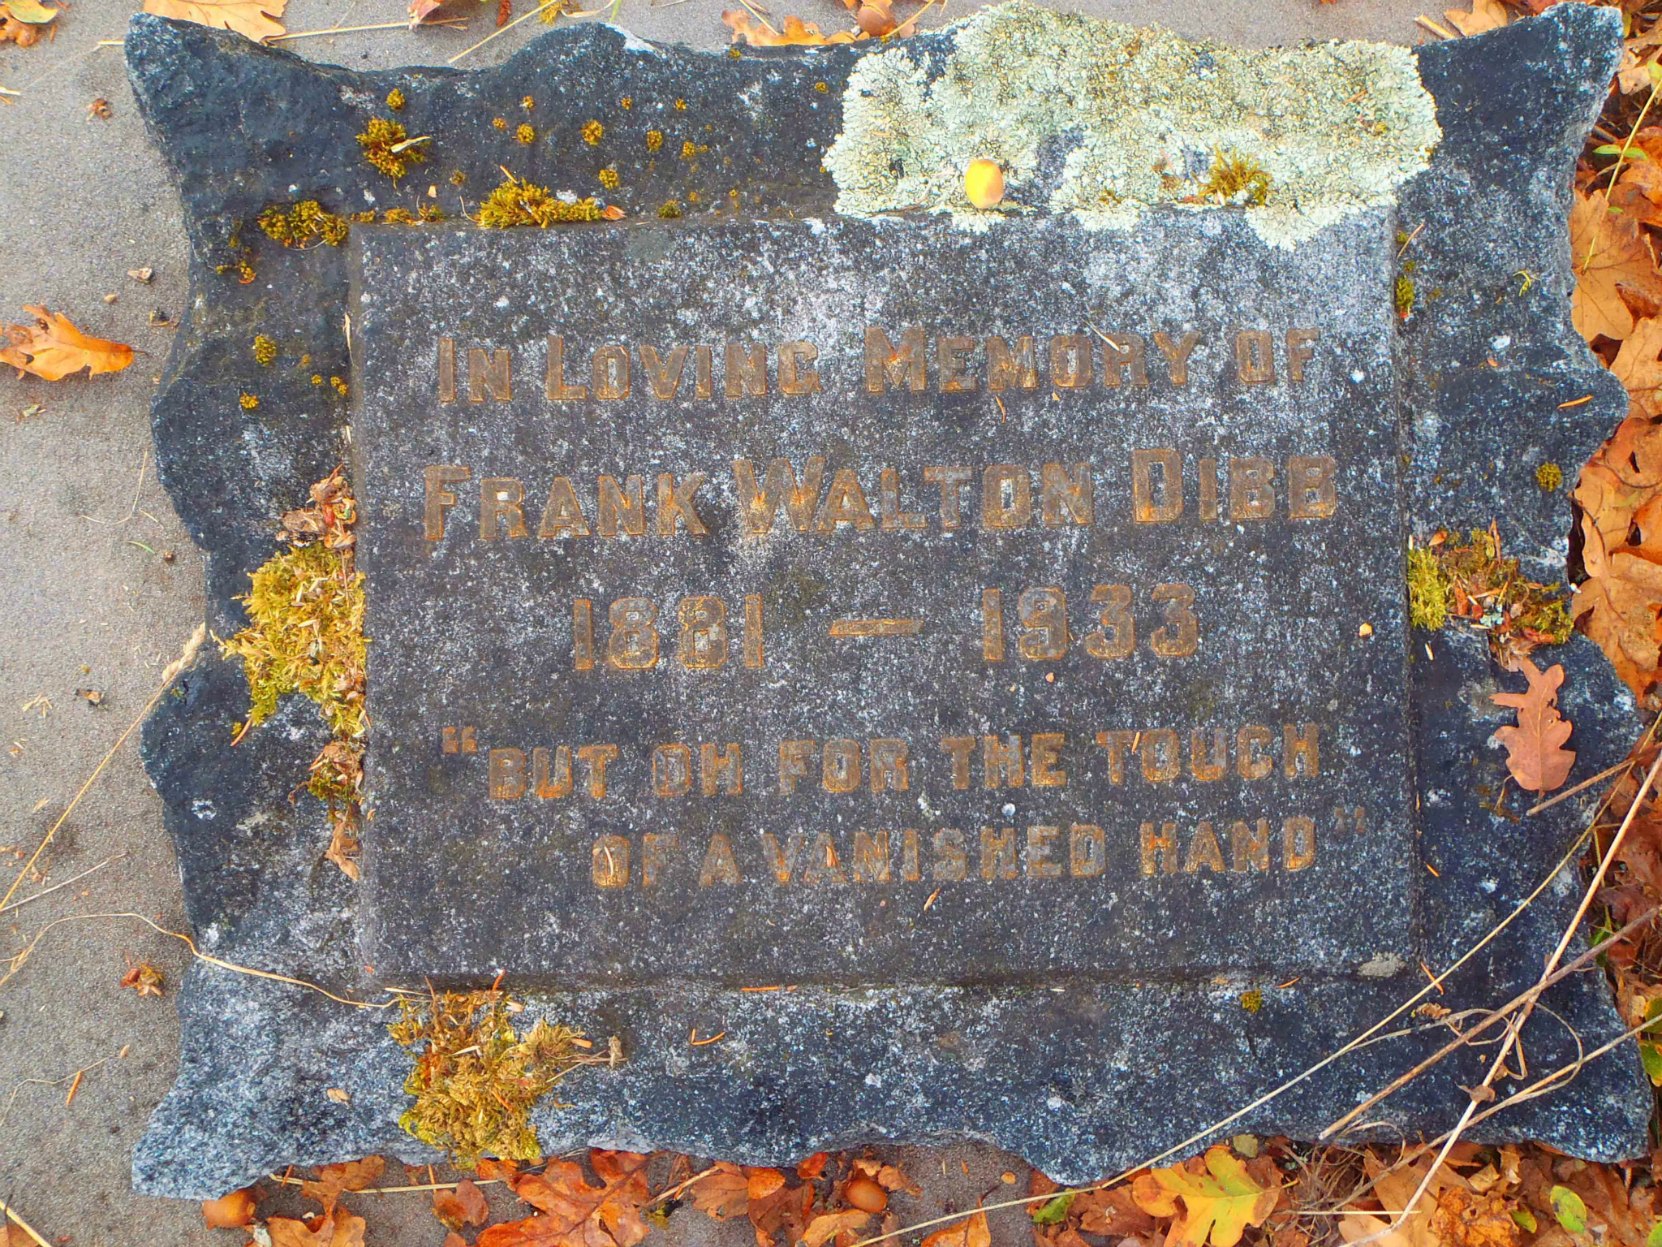 In Loving Memory of
Frank Walton Dibb
1881 — 1933
"BUT OH FOR THE TOUCH
OF A VANISHED HAND"